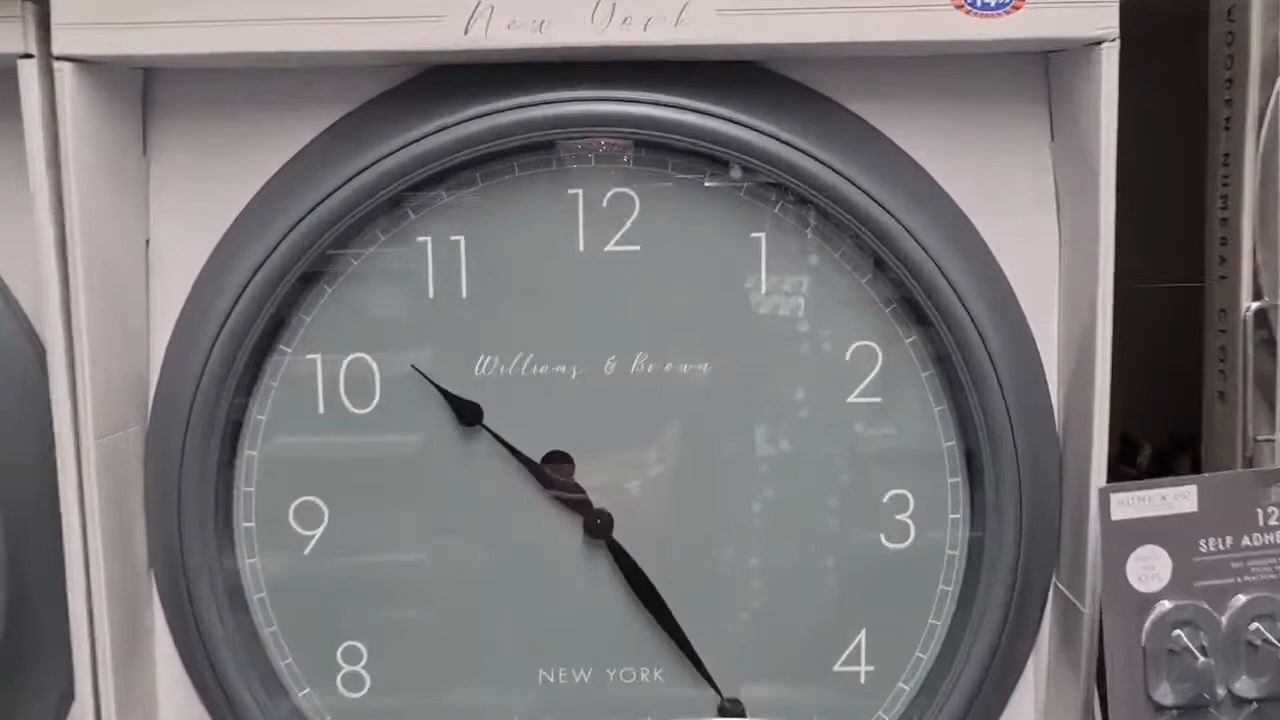 New York
12
11
1
10
2
Williams & Brown
9
3
8
4
NEW YORK
WOODEN NUMERAL CLOCK
HOME & CO
12
SELF ADHE